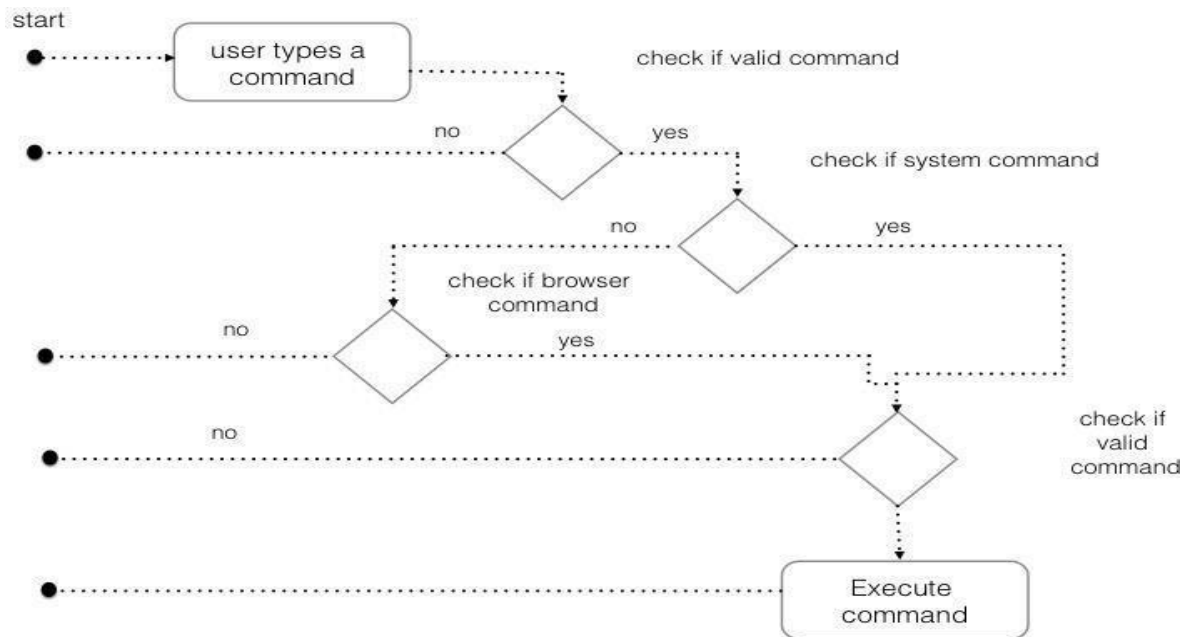 start
user types a
command
check if valid command
no
yes
check if system command
no
yes
check if browser
command
no
yes
check if
valid
command
no
Execute
command